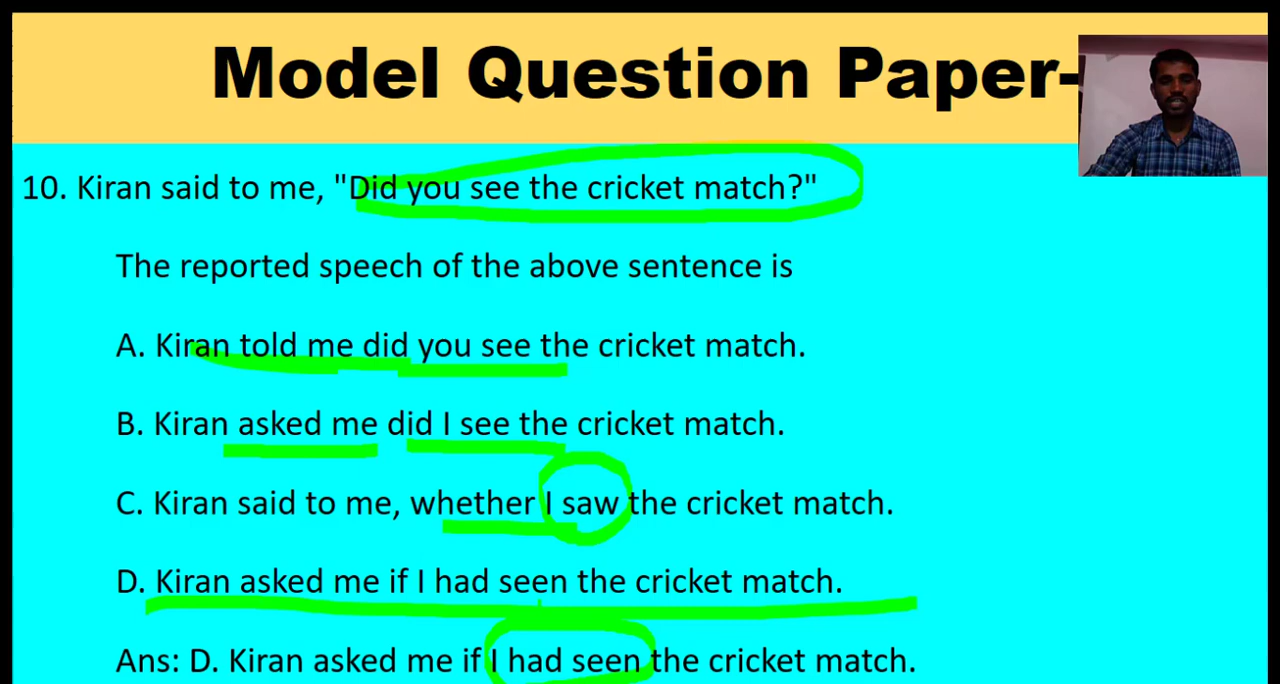 Model Question Paper-
10. Kiran said to me, "Did you see the cricket match?"
The reported speech of the above sentence is
A. Kiran told me did you see the cricket match.
B. Kiran asked me did I see the cricket match.
C. Kiran said to me, whether I saw the cricket match.
D. Kiran asked me if I had seen the cricket match.
Ans: D. Kiran asked me if I had seen the cricket match.